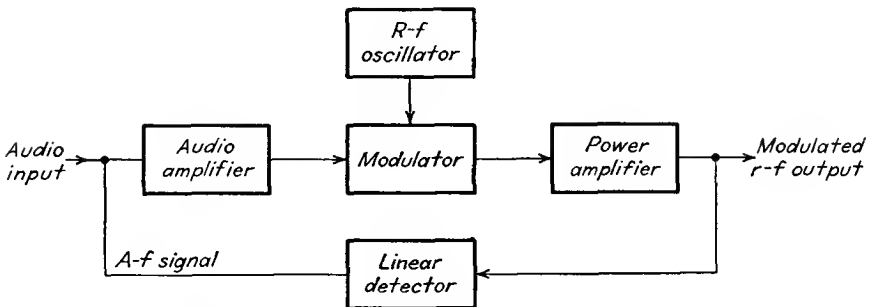 R-f
oscillator
Audio
input
Audio
amplifier
Modulator
Power
amplifier
Modulated
r-f output
A-f signal
Linear
detector